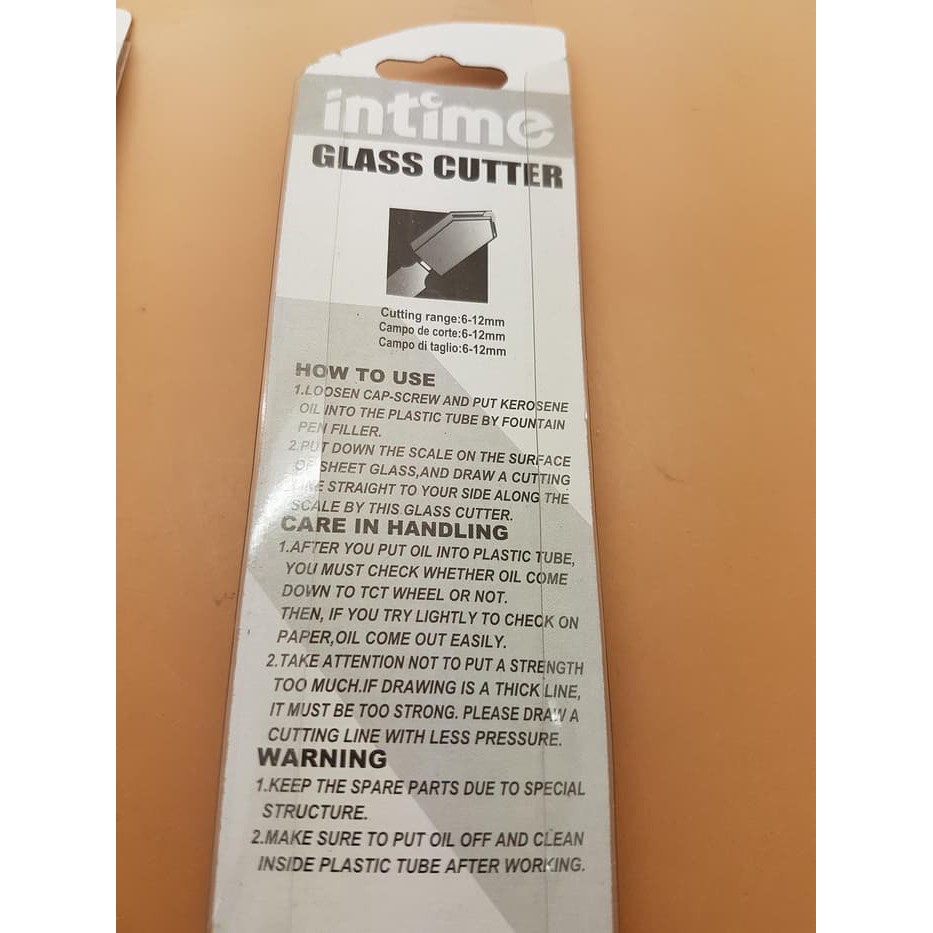 intime
GLASS CUTTER
Cutting range:6-12mm
Campo de corte:6-12mm
Campo di taglio:6-12mm
HOW TO USE
1.LOOSEN CAP-SCREW AND PUT KEROSENE
OIL INTO THE PLASTIC TUBE BY FOUNTAIN
PEN FILLER.
2.PUT DOWN THE SCALE ON THE SURFACE
OF SHEET GLASS,AND DRAW A CUTTING
LINE STRAIGHT TO YOUR SIDE ALONG THE
SCALE BY THIS GLASS CUTTER.
CARE IN HANDLING
1.AFTER YOU PUT OIL INTO PLASTIC TUBE,
YOU MUST CHECK WHETHER OIL COME
DOWN TO TCT WHEEL OR NOT.
THEN, IF YOU TRY LIGHTLY TO CHECK ON
PAPER,OIL COME OUT EASILY.
2.TAKE ATTENTION NOT TO PUT A STRENGTH
TOO MUCH.IF DRAWING IS A THICK LINE,
IT MUST BE TOO STRONG. PLEASE DRAW A
CUTTING LINE WITH LESS PRESSURE.
WARNING
1.KEEP THE SPARE PARTS DUE TO SPECIAL
STRUCTURE.
2.MAKE SURE TO PUT OIL OFF AND CLEAN
INSIDE PLASTIC TUBE AFTER WORKING.